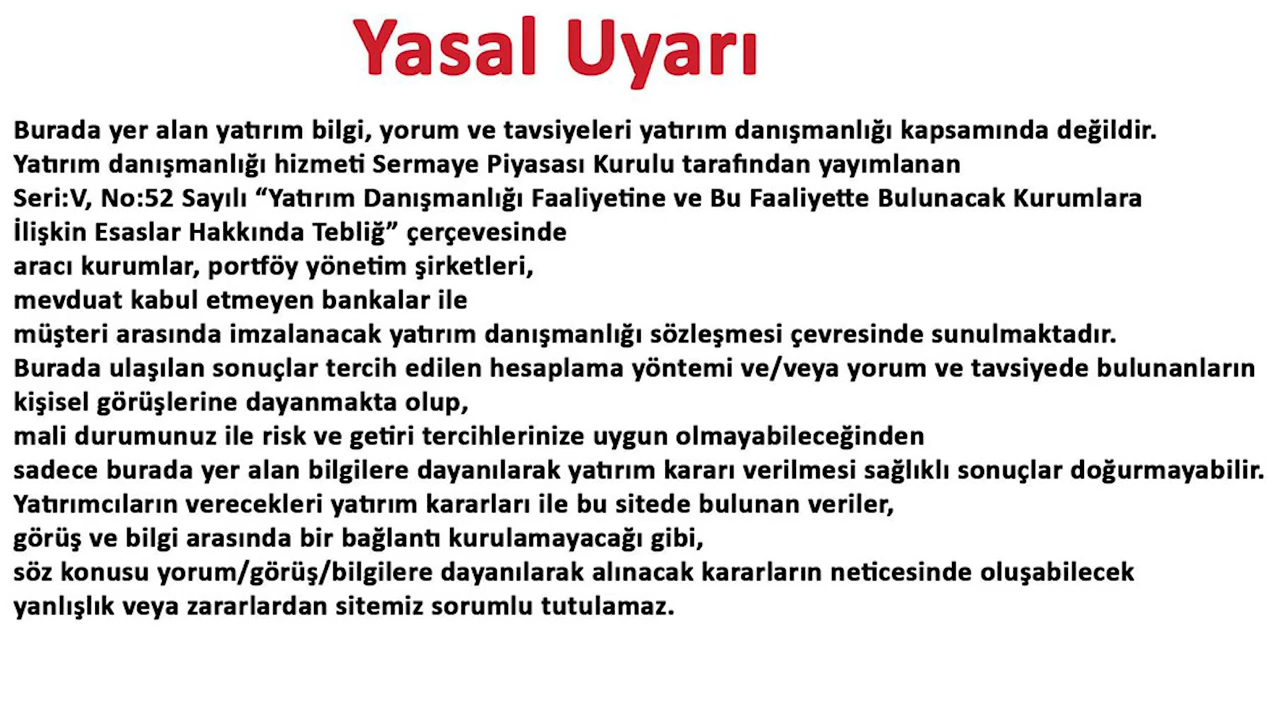 Yasal Uyarı
Burada yer alan yatırım bilgi, yorum ve tavsiyeleri yatırım danışmanlığı kapsamında değildir.
Yatırım danışmanlığı hizmeti Sermaye Piyasası Kurulu tarafından yayımlanan
Seri:V, No:52 Sayılı “Yatırım Danışmanlığı Faaliyetine ve Bu Faaliyette Bulunacak Kurumlara
İlişkin Esaslar Hakkında Tebliğ” çerçevesinde
aracı kurumlar, portföy yönetim şirketleri,
mevduat kabul etmeyen bankalar ile
müşteri arasında imzalanacak yatırım danışmanlığı sözleşmesi çevresinde sunulmaktadır.
Burada ulaşılan sonuçlar tercih edilen hesaplama yöntemi ve/veya yorum ve tavsiyede bulunanların
kişisel görüşlerine dayanmakta olup,
mali durumunuz ile risk ve getiri tercihlerinize uygun olmayabileceğinden
sadece burada yer alan bilgilere dayanılarak yatırım kararı verilmesi sağlıklı sonuçlar doğurmayabilir.
Yatırımcıların verecekleri yatırım kararları ile bu sitede bulunan veriler,
görüş ve bilgi arasında bir bağlantı kurulamayacağı gibi,
söz konusu yorum/görüş/bilgilere dayanılarak alınacak kararların neticesinde oluşabilecek
yanlışlık veya zararlardan sitemiz sorumlu tutulamaz.